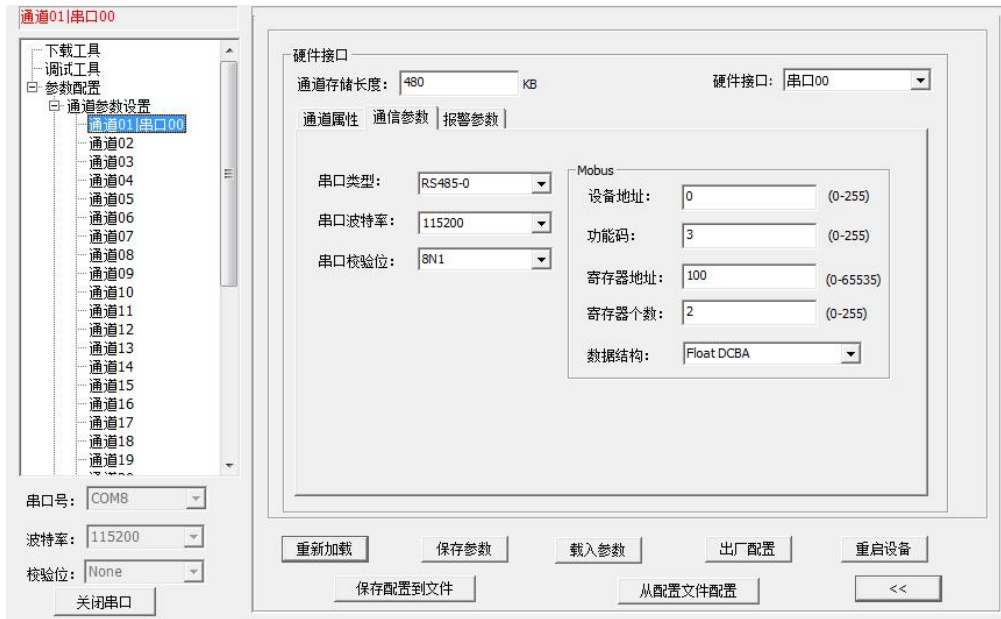 通道01|串口00
下载工具
调试工具
参数配置
通道参数设置
通道01|串口00
通道02
通道03
通道04
通道05
通道06
通道07
通道08
通道09
通道10
通道11
通道12
通道13
通道14
通道15
通道16
通道17
通道18
通道19
串口号: COM8
波特率: 115200
校验位: None
关闭串口
硬件接口
通道存储长度: 480 KB 硬件接口: 串口00
通道属性 通信参数 报警参数
串口类型: RS485-0
串口波特率: 115200
串口校验位: 8N1
Mobus
设备地址: 0 (0-255)
功能码: 3 (0-255)
寄存器地址: 100 (0-65535)
寄存器个数: 2 (0-255)
数据结构: Float DCBA
重新加载 保存参数 载入参数 出厂配置 重启设备
保存配置到文件 从配置文件配置 <<